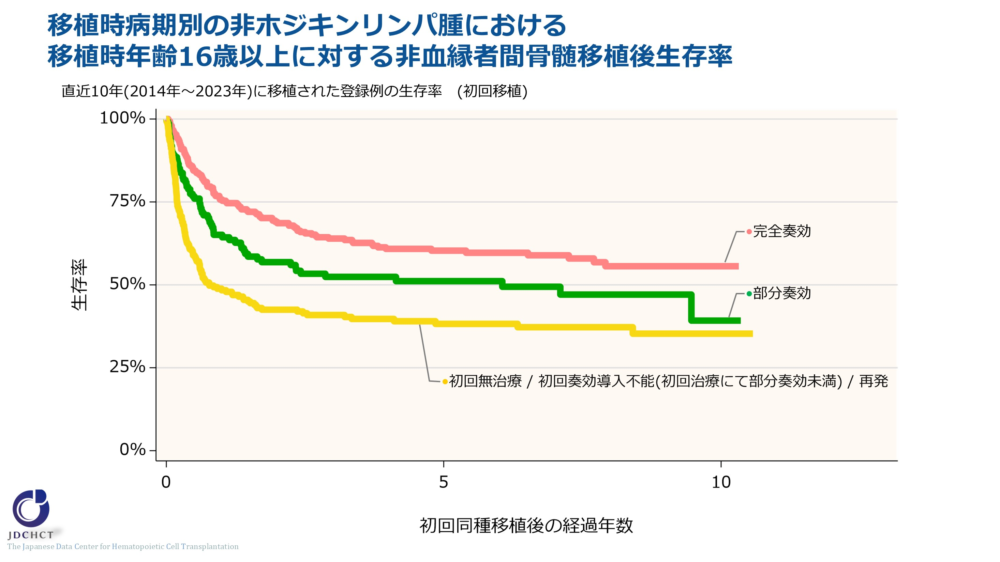 移植時病期別の非ホジキンリンパ腫における
移植時年齢16歳以上に対する非血縁者間骨髄移植後生存率
直近10年(2014年～2023年)に移植された登録例の生存率　(初回移植)
100%
75%
50%
25%
0%
生存率
完全奏効
部分奏効
初回無治療 / 初回奏効導入不能(初回治療にて部分奏効未満) / 再発
0
5
10
初回同種移植後の経過年数
JDCHCT
The Japanese Data Center for Hematopoietic Cell Transplantation